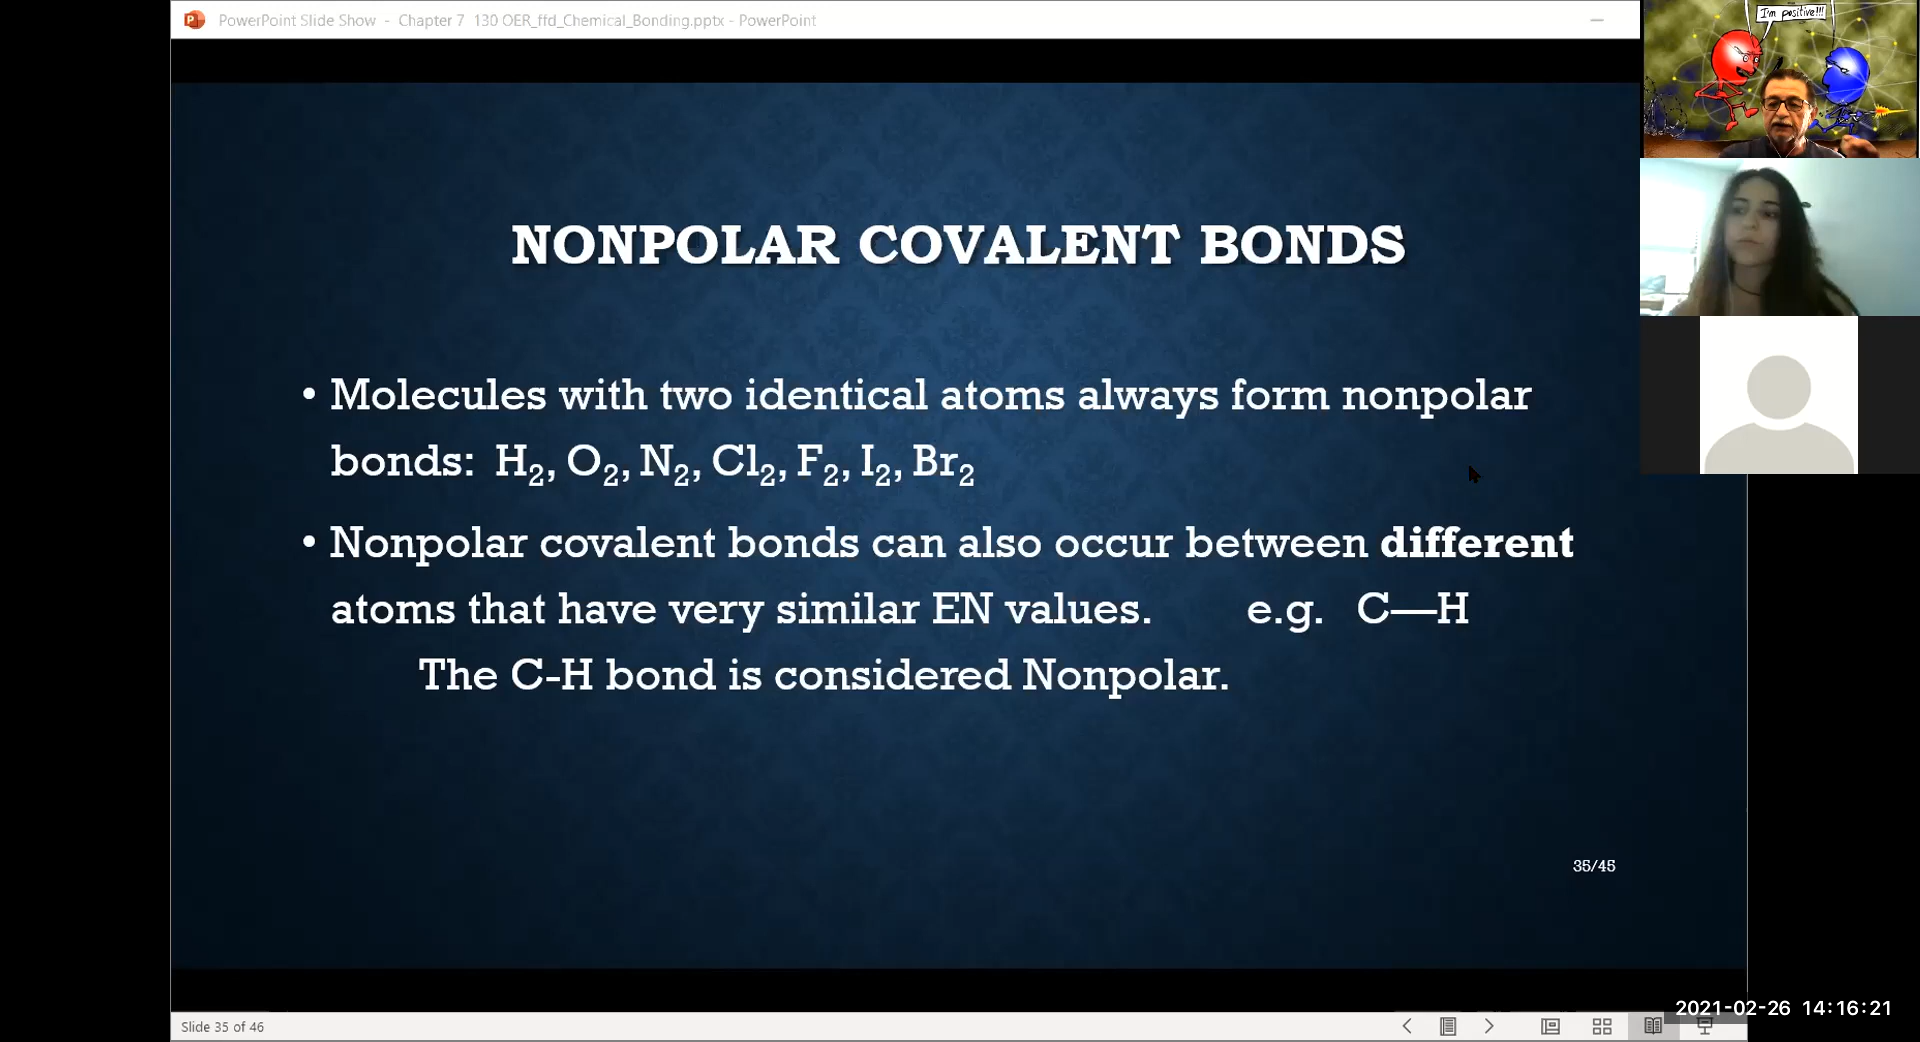 PowerPoint Slide Show - Chapter 7 130 OER_ffd_Chemical_Bonding.pptx - PowerPoint
I'm positive!!!
NONPOLAR COVALENT BONDS
• Molecules with two identical atoms always form nonpolar
bonds: H₂, O₂, N₂, Cl₂, F₂, I₂, Br₂
• Nonpolar covalent bonds can also occur between different
atoms that have very similar EN values. e.g. C—H
The C-H bond is considered Nonpolar.
35/45
2021-02-26 14:16:21
Slide 35 of 46